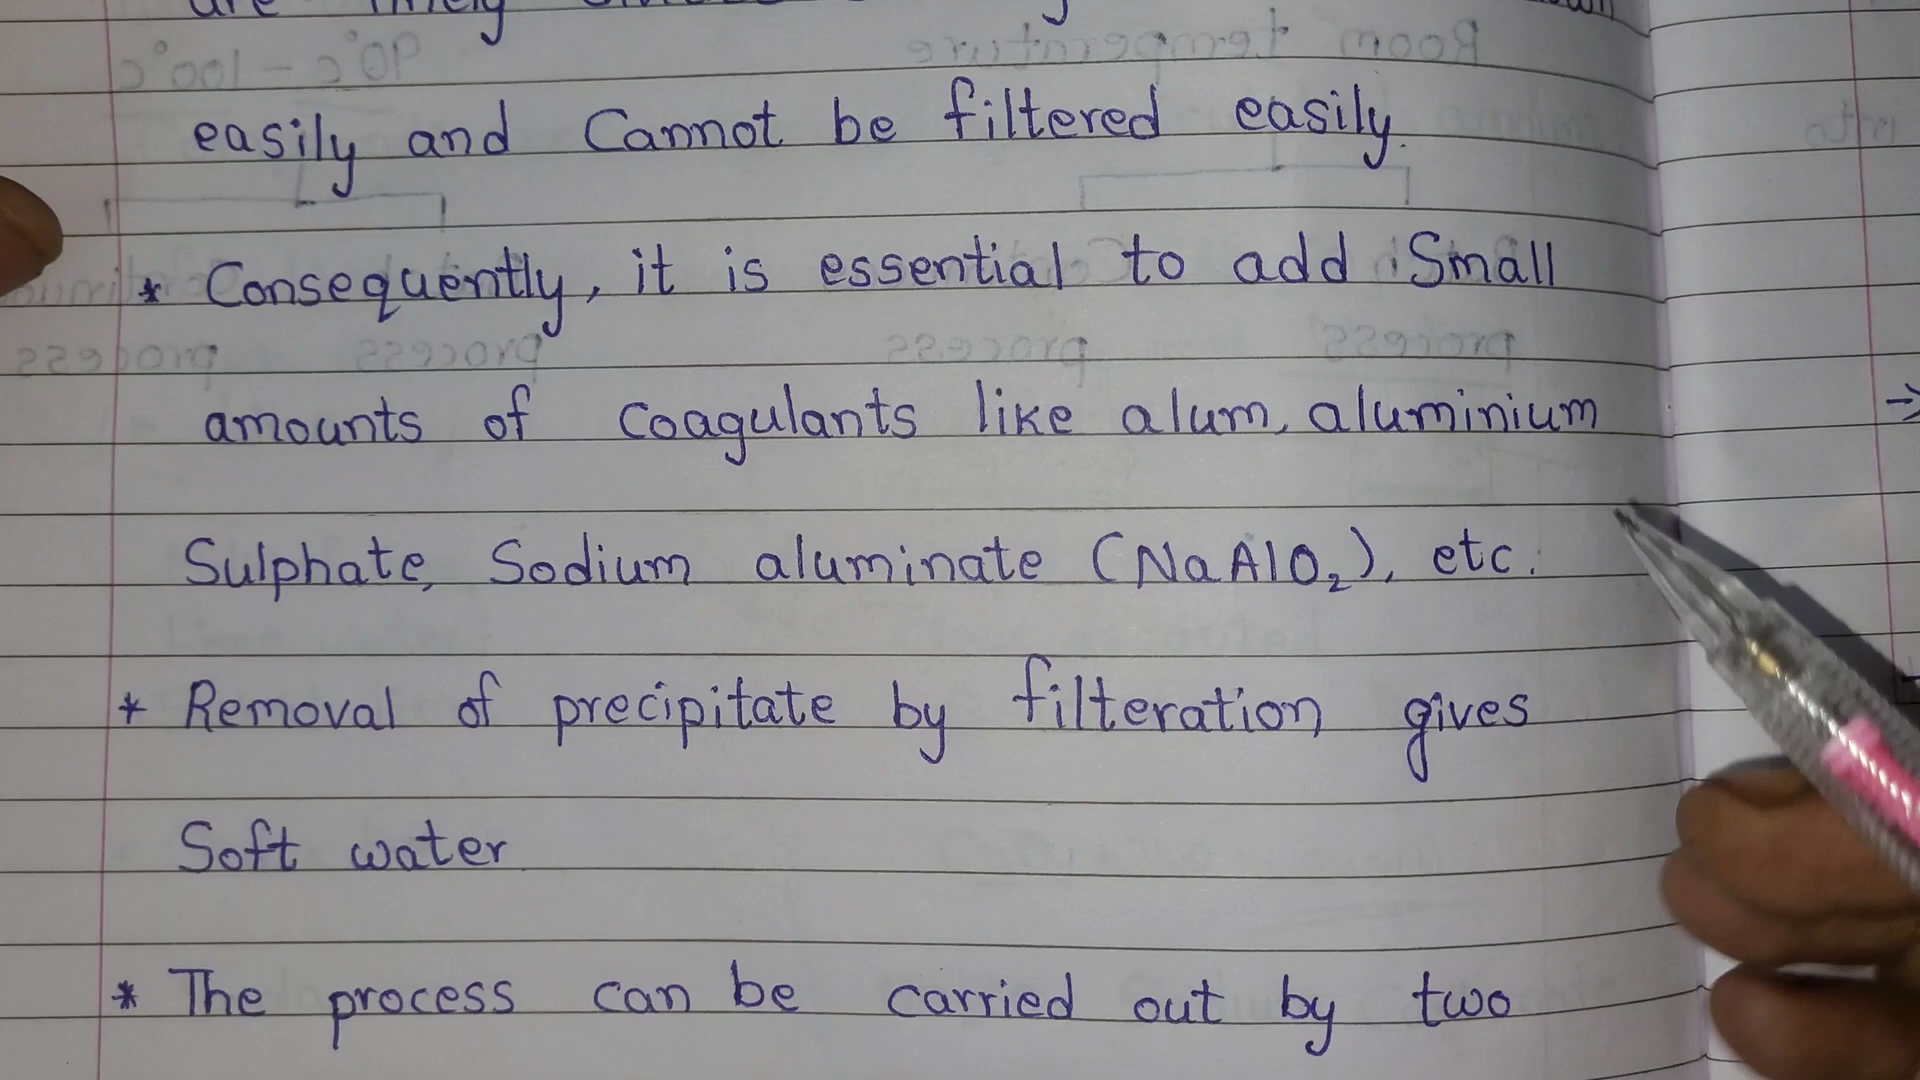 easily and Cannot be filtered easily.
* Consequently, it is essential to add Small
amounts of coagulants like alum, aluminium
Sulphate, Sodium aluminate (NaAlO₂), etc.
* Removal of precipitate by filteration gives
Soft water
* The process can be carried out by two